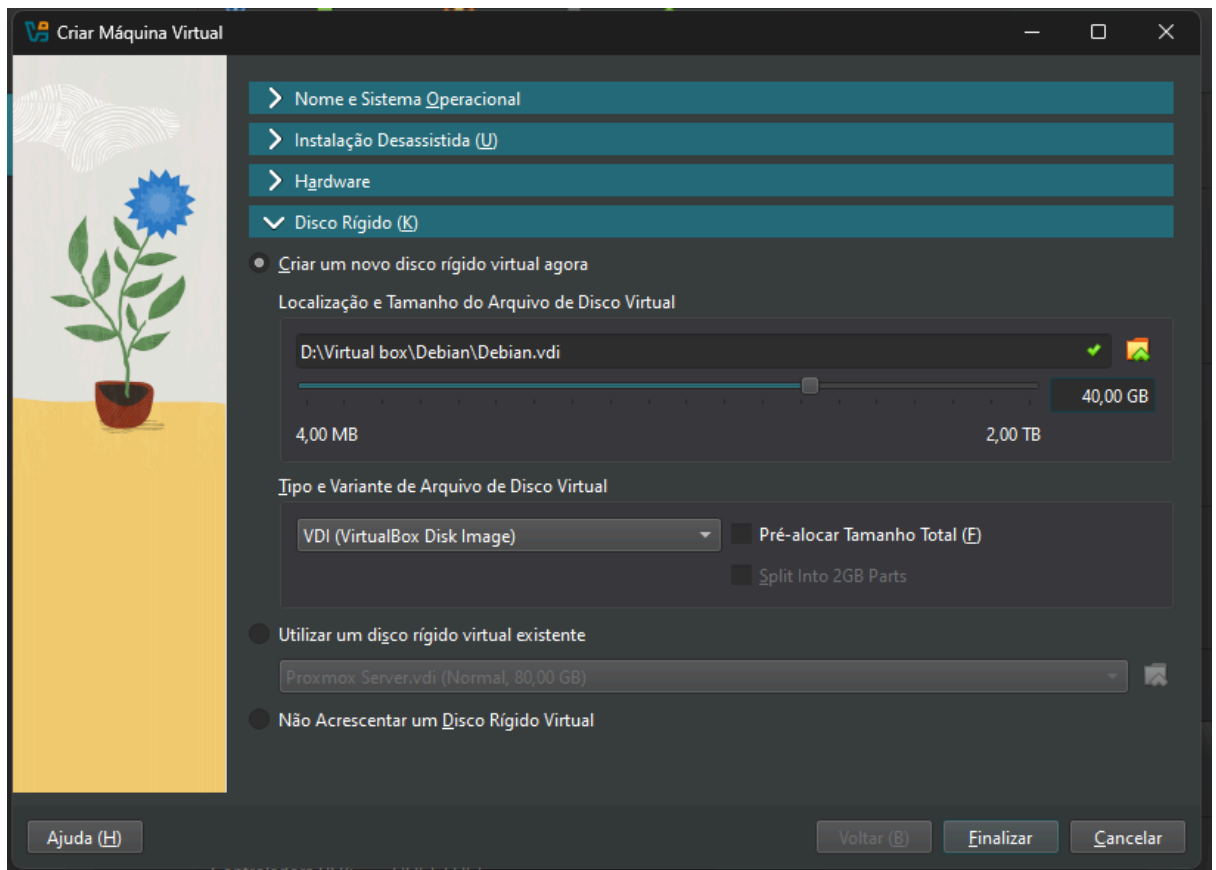 Criar Máquina Virtual
Nome e Sistema Operacional
Instalação Desassistida (U)
Hardware
Disco Rígido (K)
Criar um novo disco rígido virtual agora
Localização e Tamanho do Arquivo de Disco Virtual
D:\Virtual box\Debian\Debian.vdi
40,00 GB
4,00 MB 2,00 TB
Tipo e Variante de Arquivo de Disco Virtual
VDI (VirtualBox Disk Image) Pré-alocar Tamanho Total (F)
Split Into 2GB Parts
Utilizar um disco rígido virtual existente
Proxmox Server.vdi (Normal, 80,00 GB)
Não Acrescentar um Disco Rígido Virtual
Ajuda (H) Voltar (B) Finalizar Cancelar